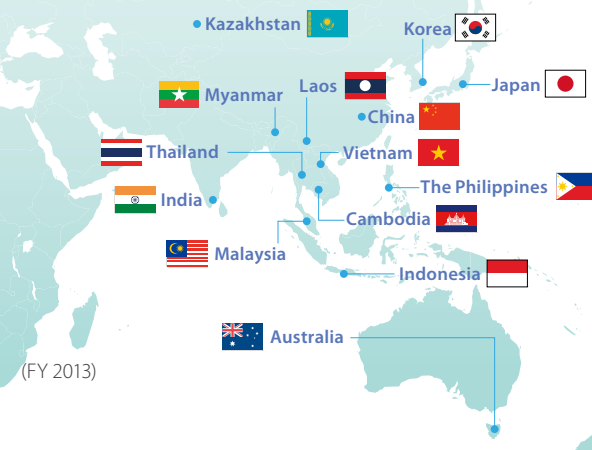 Kazakhstan
Korea
Laos
Japan
Myanmar
China
Thailand
Vietnam
The Philippines
India
Cambodia
Malaysia
Indonesia
Australia
(FY 2013)